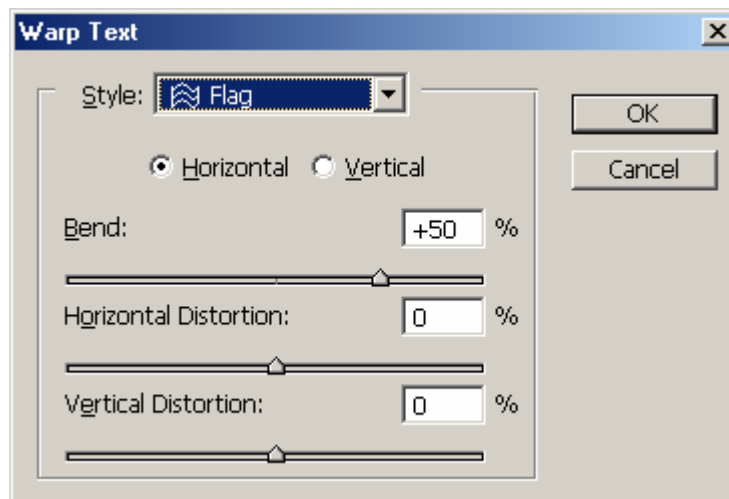 Warp Text
Style: Flag
OK
Horizontal Vertical
Cancel
Bend: +50 %
Horizontal Distortion: 0 %
Vertical Distortion: 0 %